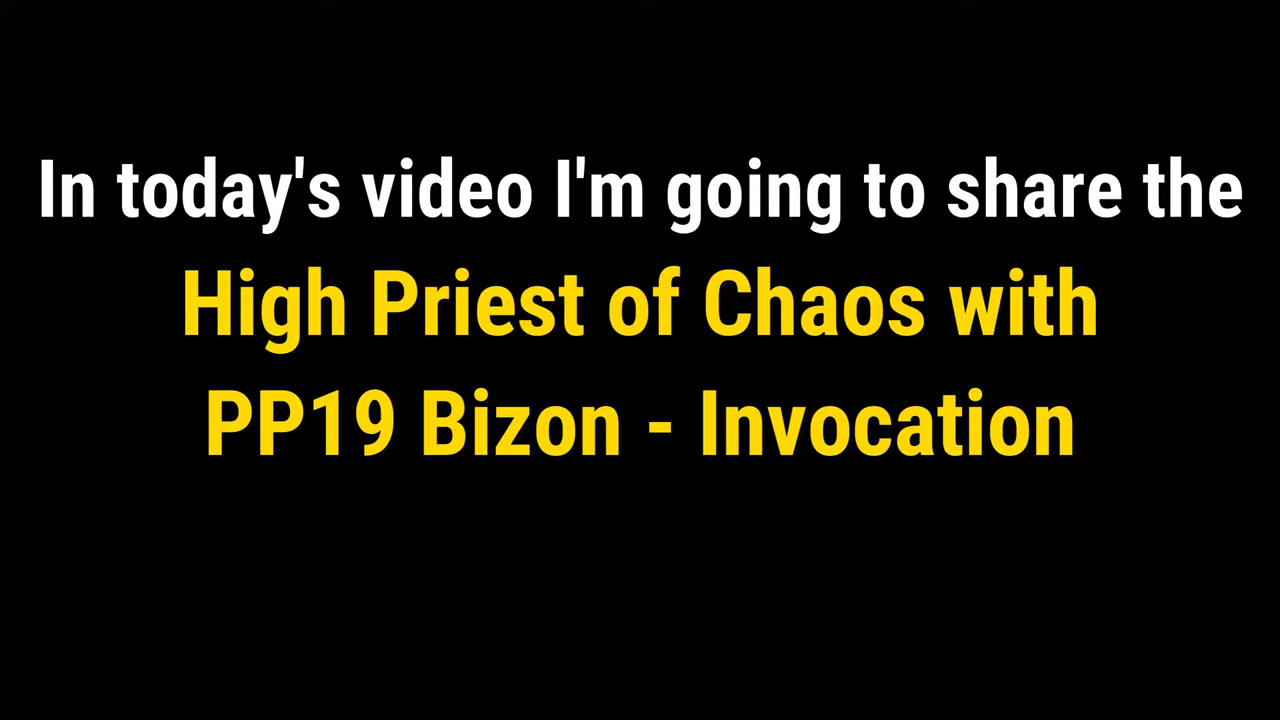 In today's video I'm going to share the
High Priest of Chaos with
PP19 Bizon - Invocation